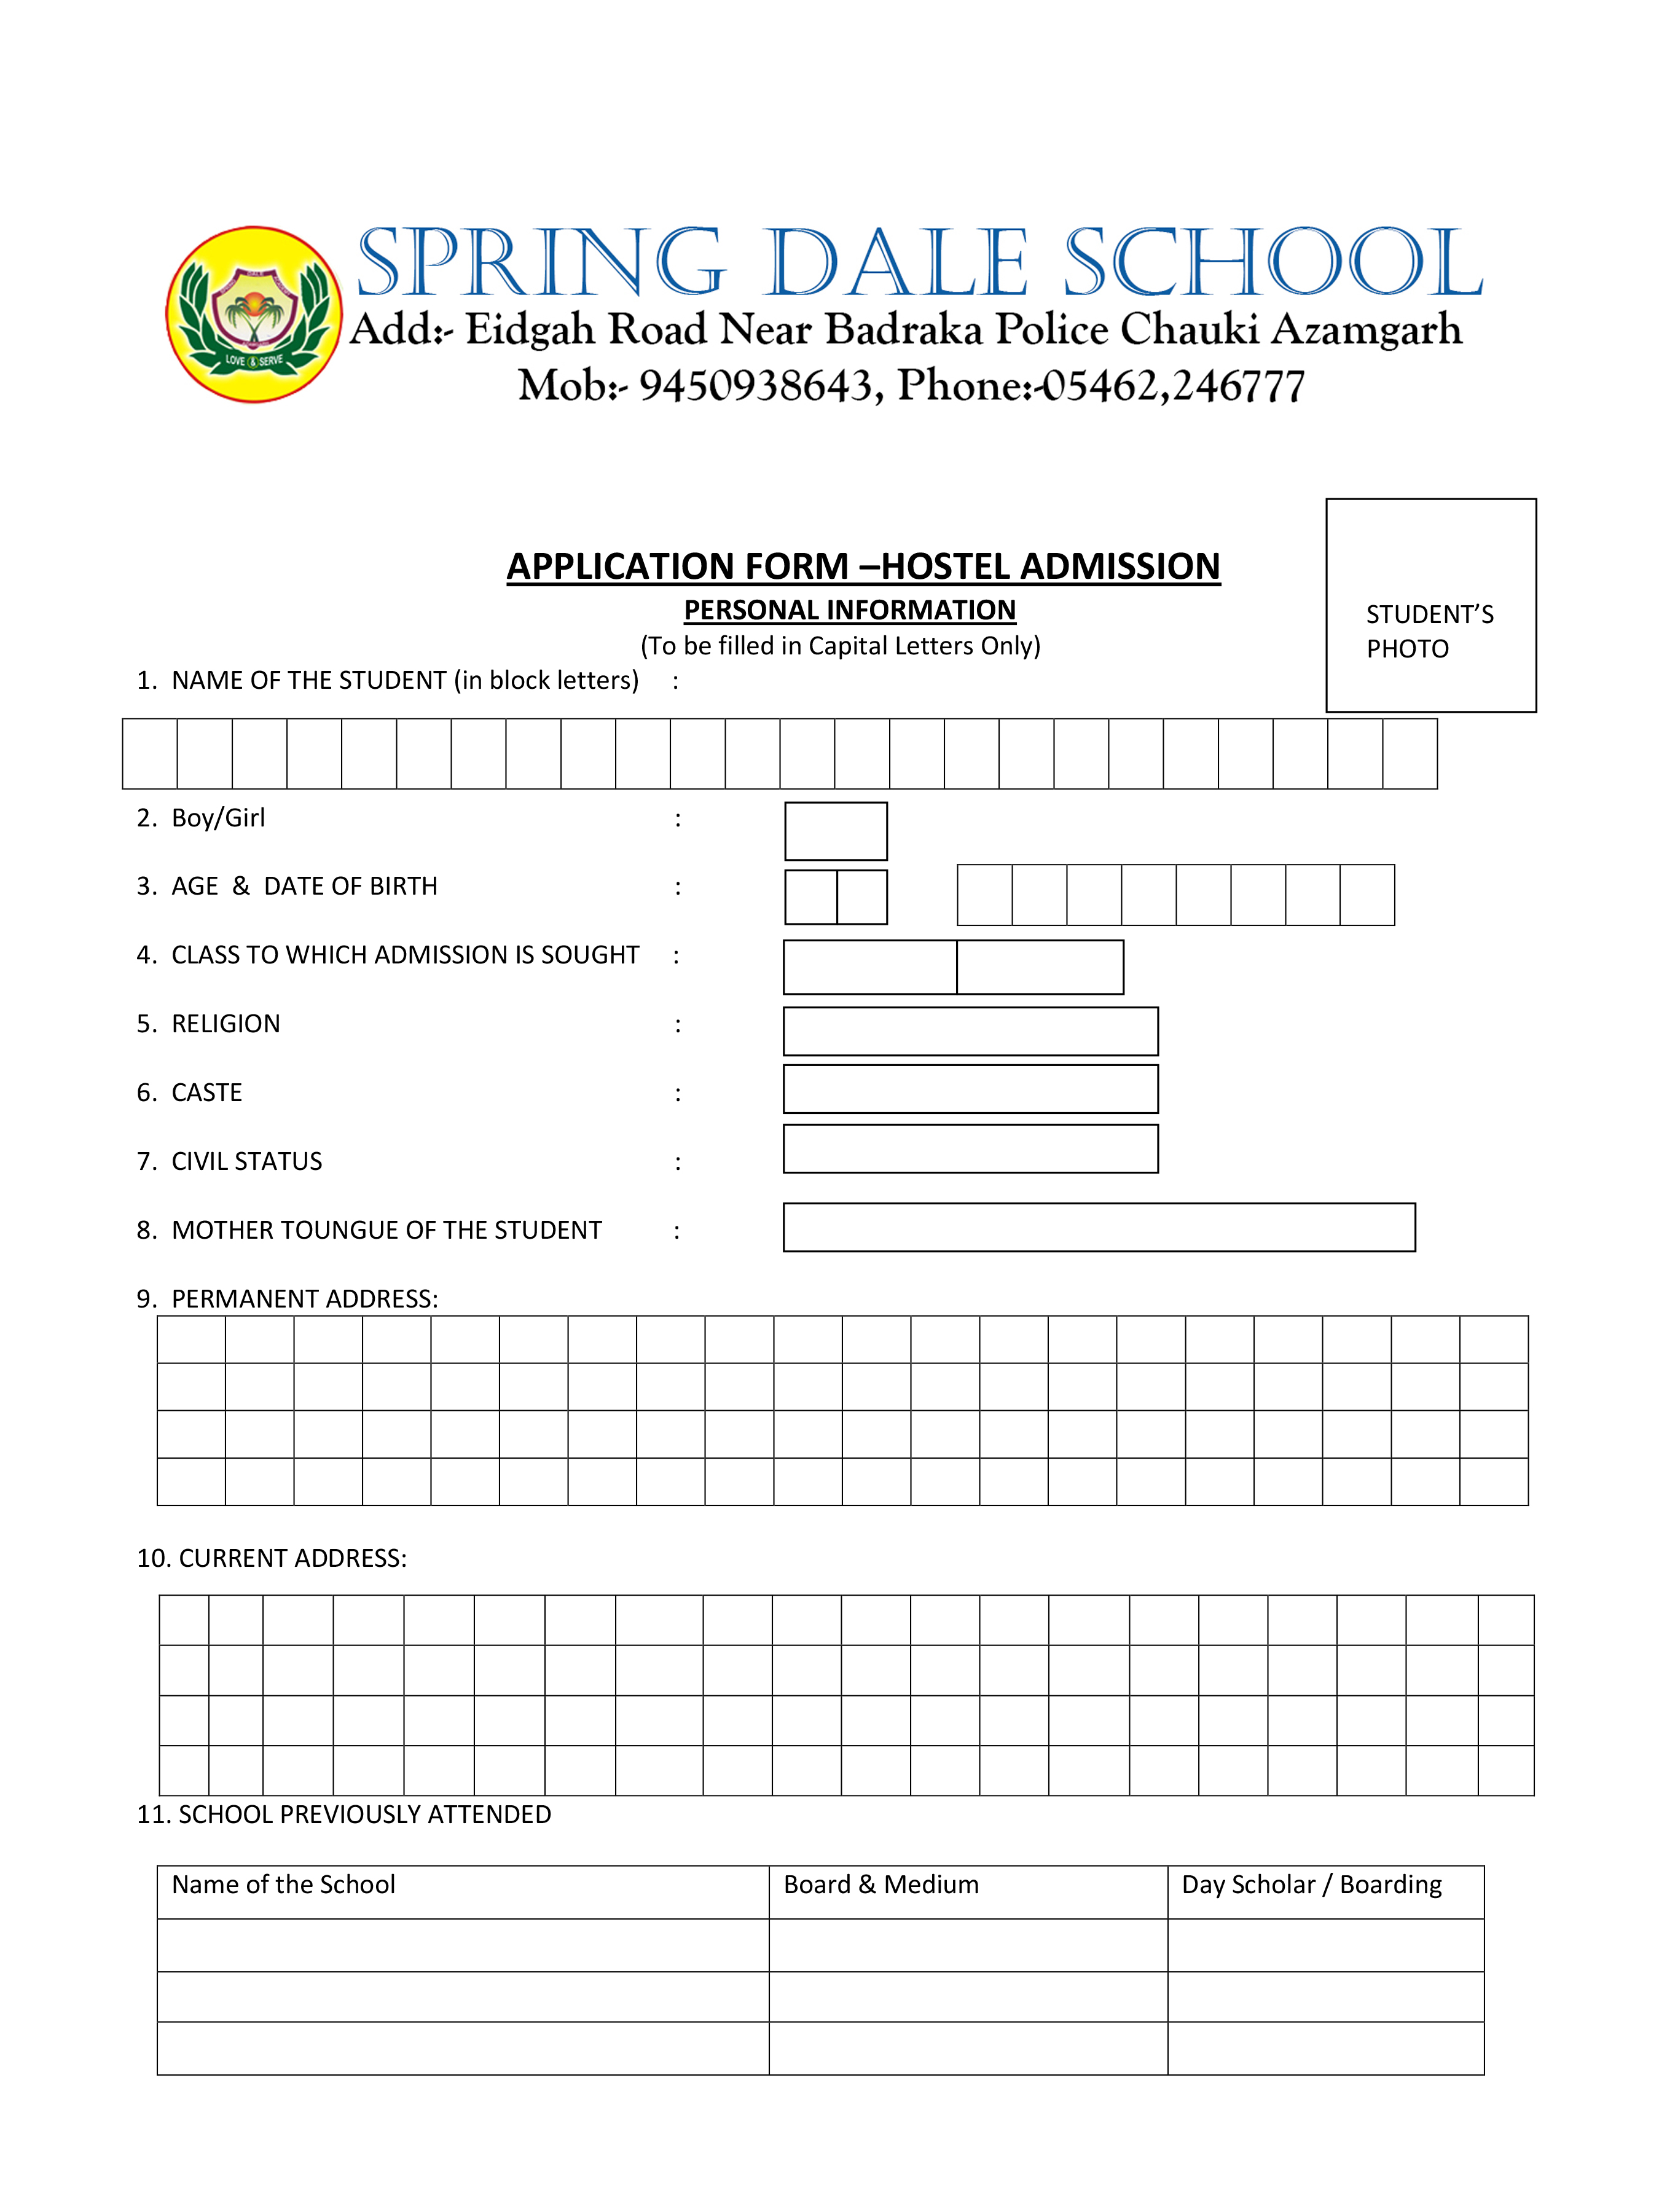 SPRING DALE SCHOOL
Add:- Eidgah Road Near Badraka Police Chauki Azamgarh
Mob:- 9450938643, Phone:-05462,246777
SPRING DALE
AZAMGARH
LOVE & SERVE
STUDENT’S
PHOTO
APPLICATION FORM –HOSTEL ADMISSION
PERSONAL INFORMATION
(To be filled in Capital Letters Only)
1. NAME OF THE STUDENT (in block letters) :
2. Boy/Girl :
3. AGE & DATE OF BIRTH :
4. CLASS TO WHICH ADMISSION IS SOUGHT :
5. RELIGION :
6. CASTE :
7. CIVIL STATUS :
8. MOTHER TOUNGUE OF THE STUDENT :
9. PERMANENT ADDRESS:
10. CURRENT ADDRESS:
11. SCHOOL PREVIOUSLY ATTENDED
Name of the School Board & Medium Day Scholar / Boarding